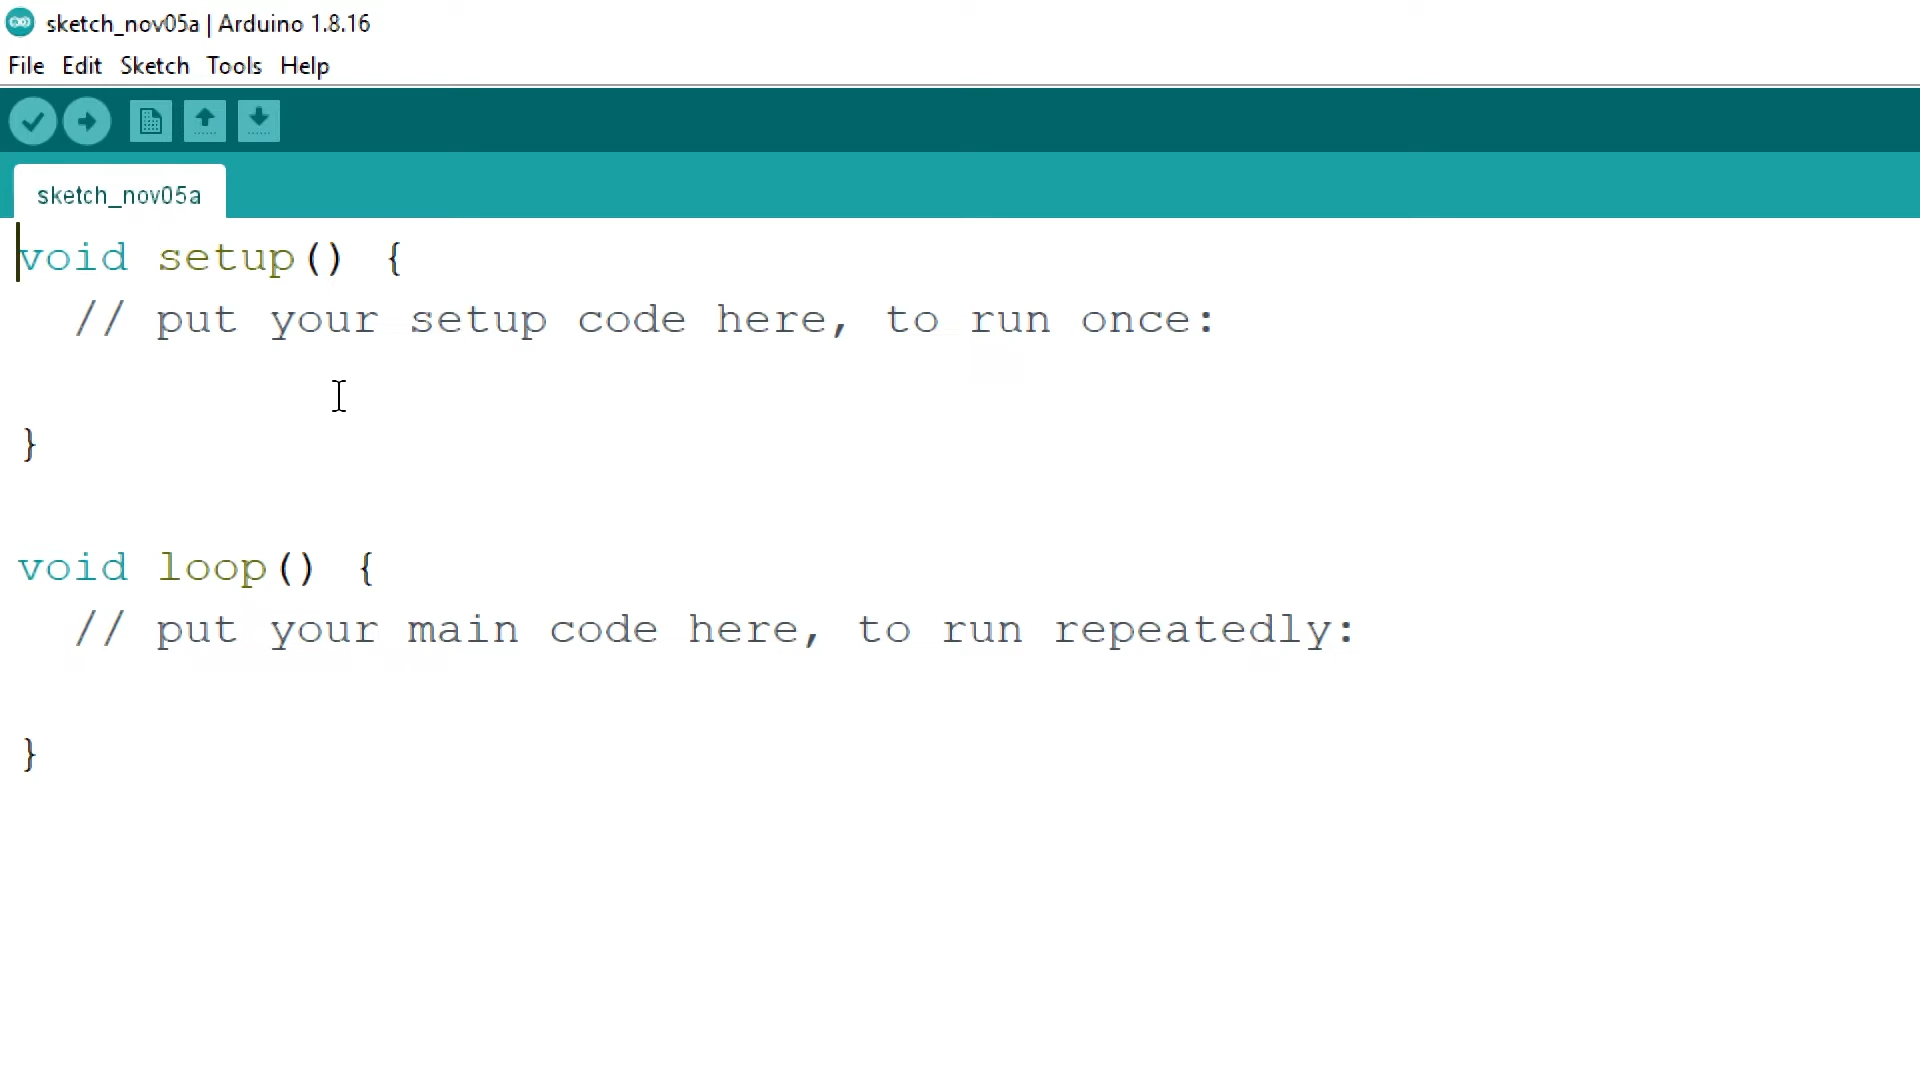 sketch_nov05a | Arduino 1.8.16
File Edit Sketch Tools Help
sketch_nov05a
void setup() {
  // put your setup code here, to run once:
}
void loop() {
  // put your main code here, to run repeatedly:
}